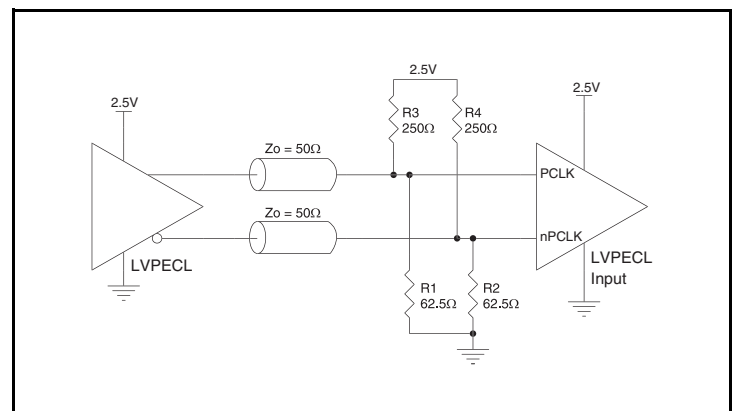 2.5V
2.5V
2.5V
R3
250Ω
R4
250Ω
Zo = 50Ω
PCLK
Zo = 50Ω
nPCLK
LVPECL
LVPECL
Input
R1
62.5Ω
R2
62.5Ω